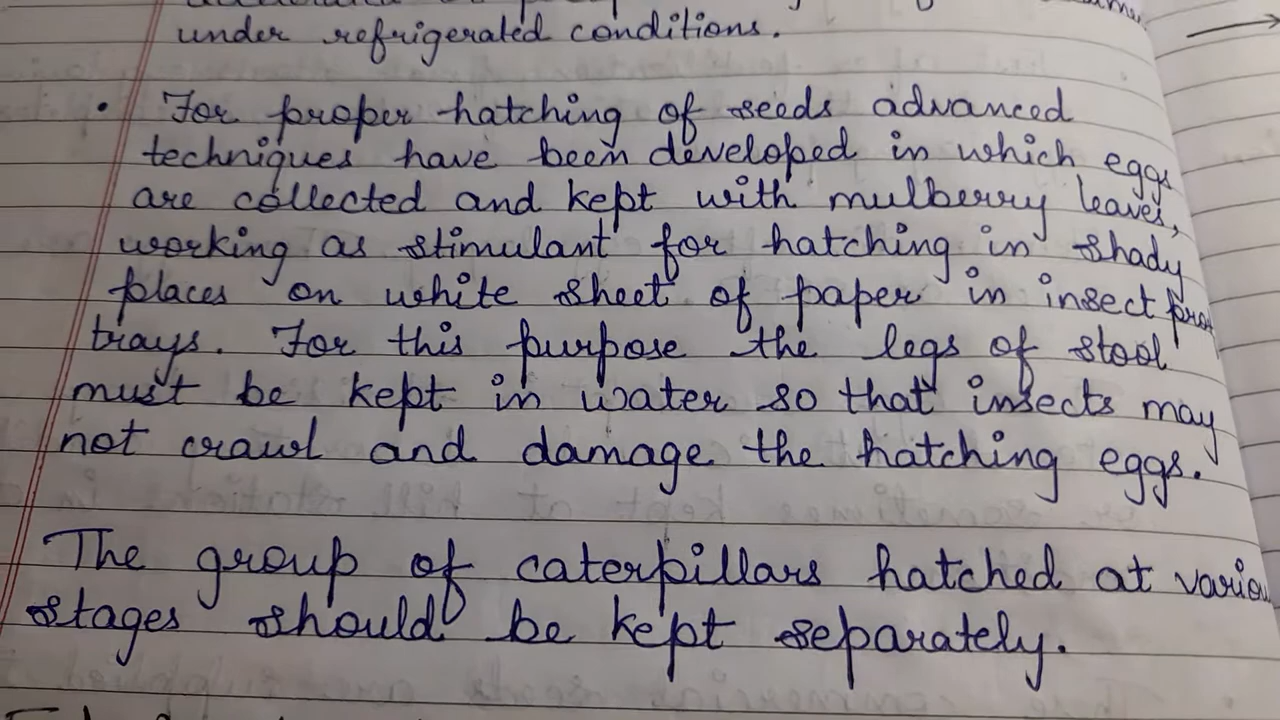 under refrigerated conditions.
• For proper hatching of seeds advanced
techniques have been developed in which eggs
are collected and kept with mulberry leaves,
working as stimulant for hatching in shady
places on white sheet of paper in insect
trays. For this purpose the legs of stool
must be kept in water so that insects may
not crawl and damage the hatching eggs.
The group of caterpillars hatched at
stages should be kept separately.